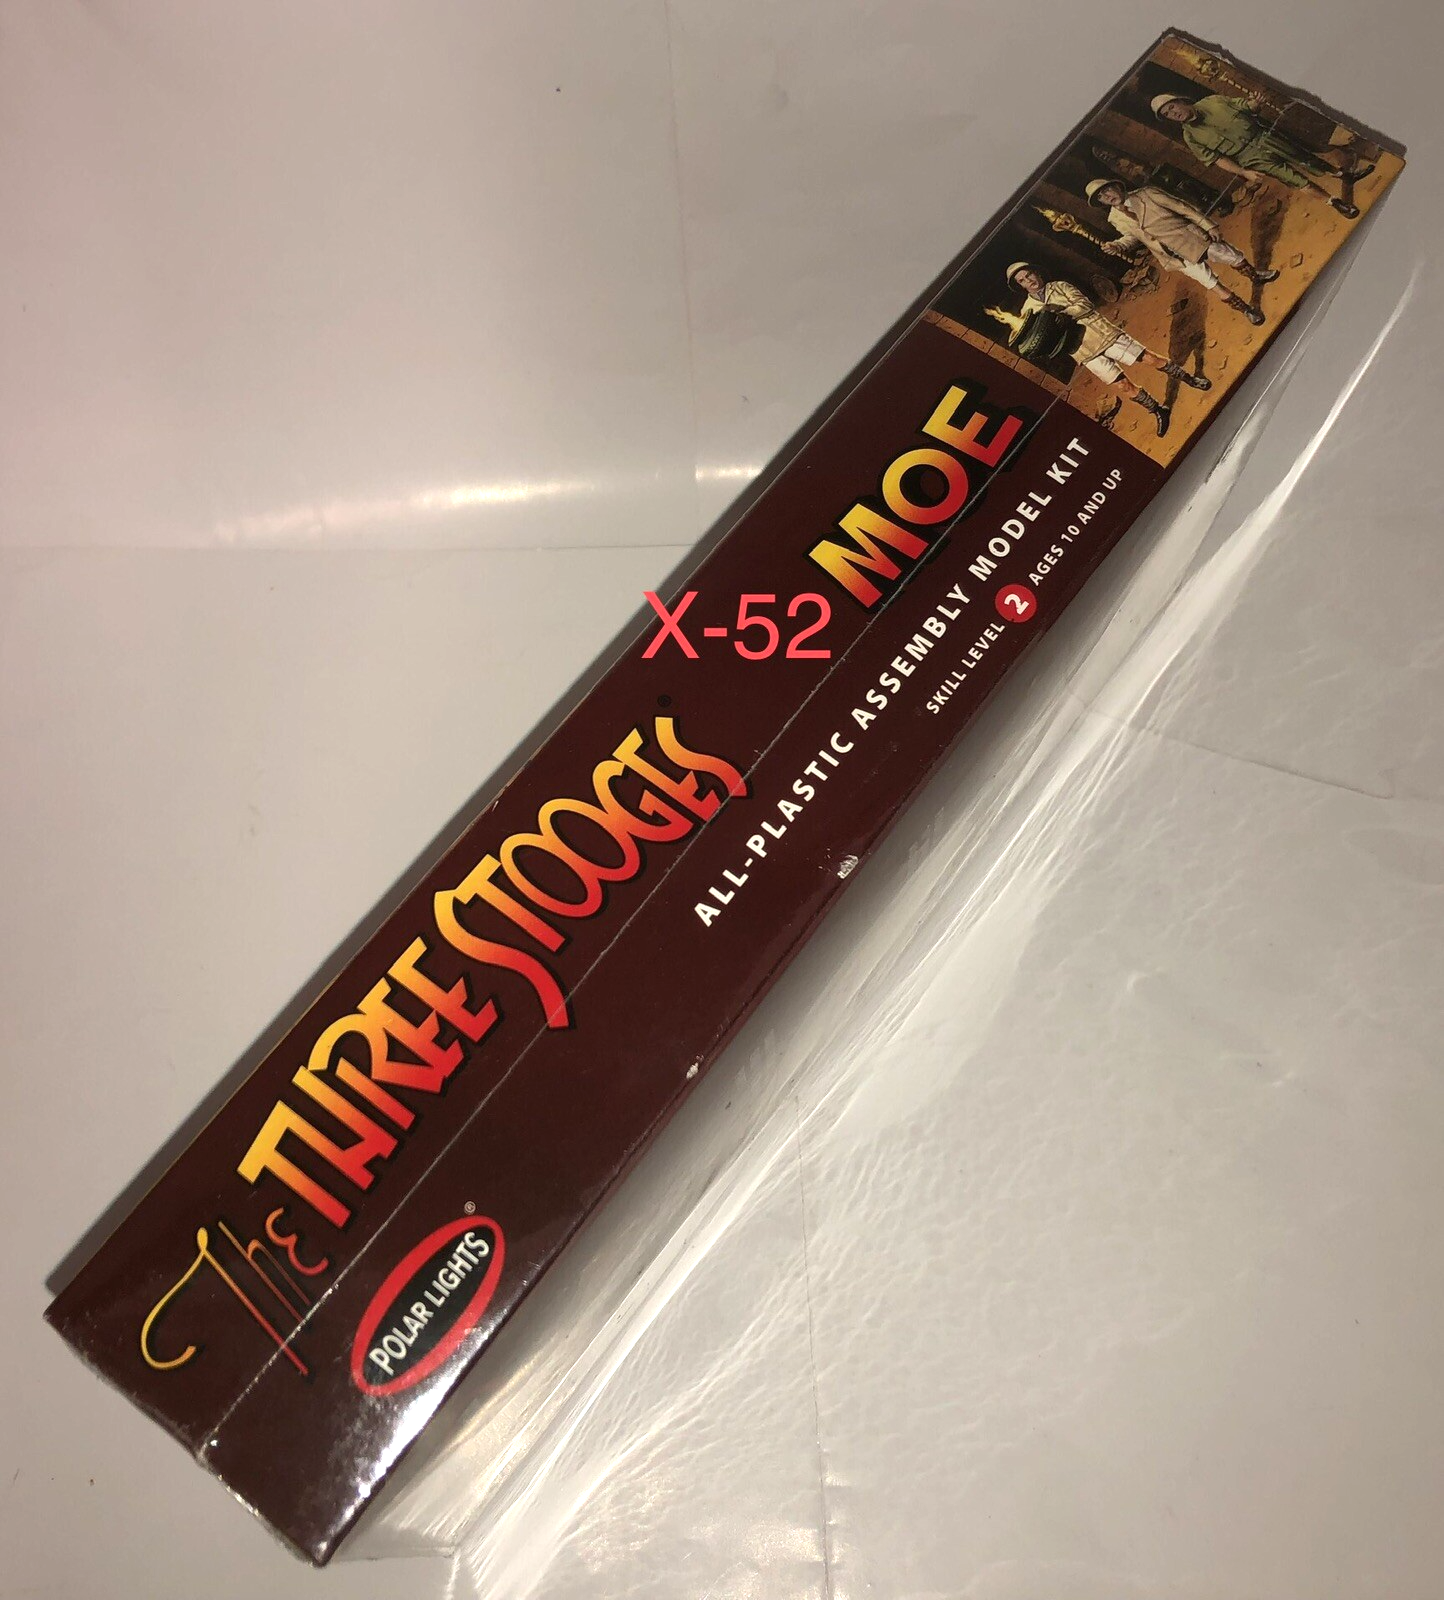 The THREE STOOGES®
MOE
X-52
ALL-PLASTIC ASSEMBLY MODEL KIT
SKILL LEVEL 2 AGES 10 AND UP
POLAR LIGHTS®